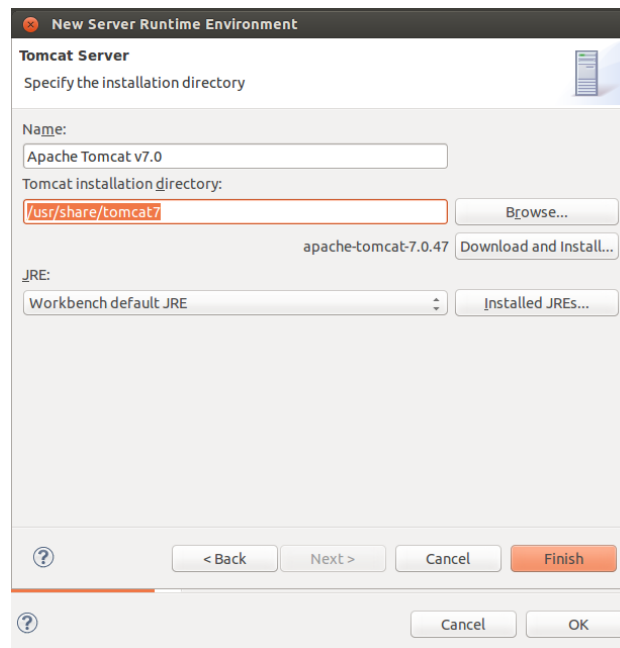 New Server Runtime Environment
Tomcat Server
Specify the installation directory
Name:
Apache Tomcat v7.0
Tomcat installation directory:
/usr/share/tomcat7
Browse...
apache-tomcat-7.0.47 Download and Install...
JRE:
Workbench default JRE
Installed JREs...
? < Back Next > Cancel Finish
? Cancel OK